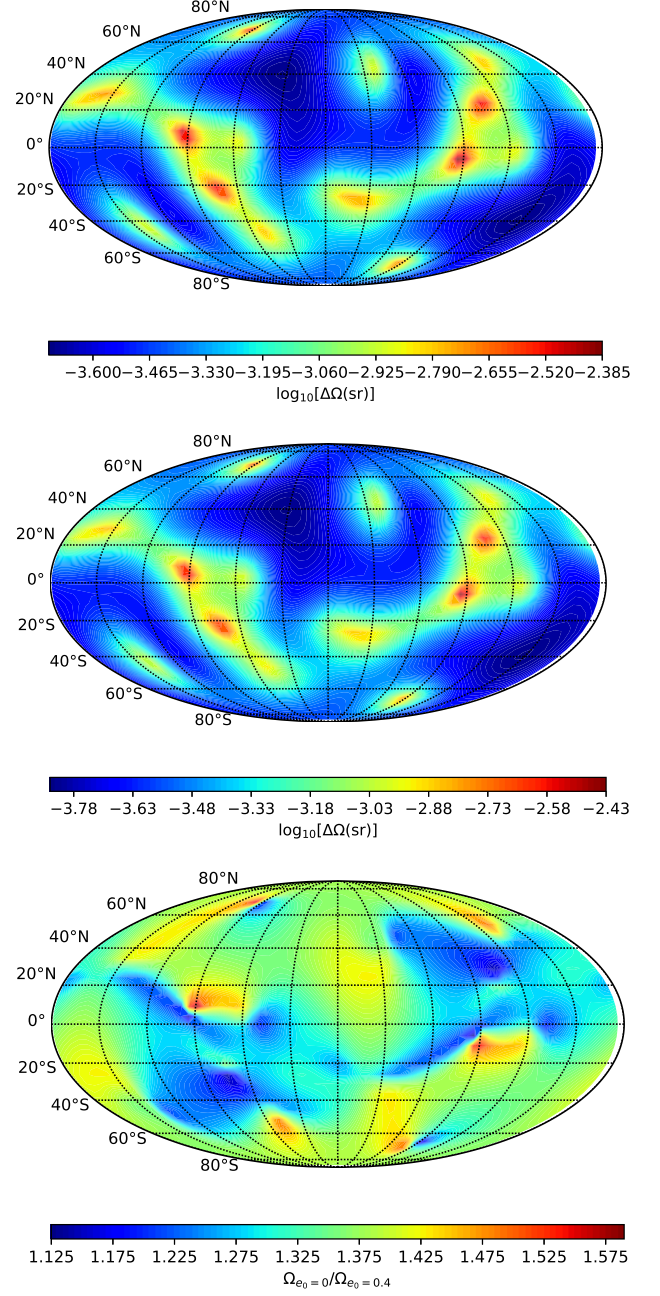 80°N
60°N
40°N
20°N
0°
20°S
40°S
60°S
80°S
−3.600−3.465−3.330−3.195−3.060−2.925−2.790−2.655−2.520−2.385
log₁₀[ΔΩ(sr)]
80°N
60°N
40°N
20°N
0°
20°S
40°S
60°S
80°S
−3.78 −3.63 −3.48 −3.33 −3.18 −3.03 −2.88 −2.73 −2.58 −2.43
log₁₀[ΔΩ(sr)]
80°N
60°N
40°N
20°N
0°
20°S
40°S
60°S
80°S
1.125 1.175 1.225 1.275 1.325 1.375 1.425 1.475 1.525 1.575
Ωe₀=0/Ωe₀=0.4